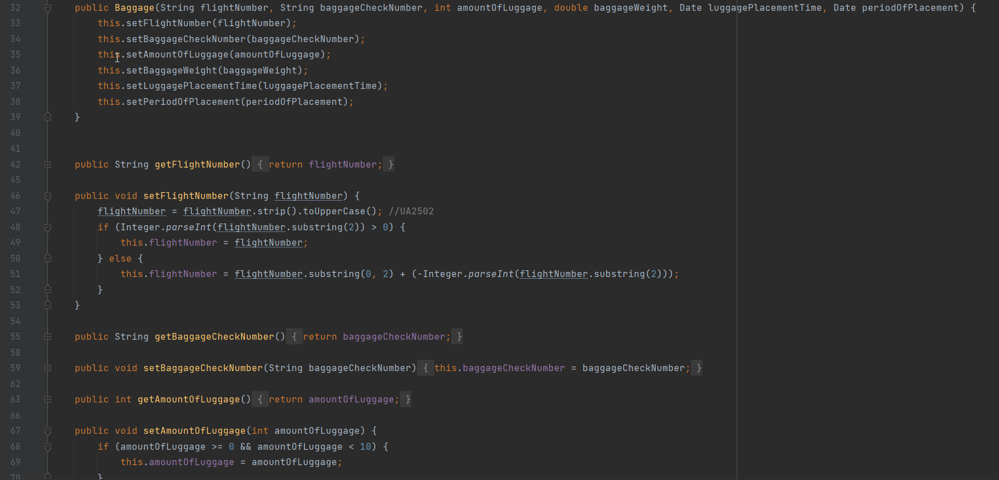 32 public Baggage(String flightNumber, String baggageCheckNumber, int amountOfLuggage, double baggageWeight, Date luggagePlacementTime, Date periodOfPlacement) {
33 this.setFlightNumber(flightNumber);
34 this.setBaggageCheckNumber(baggageCheckNumber);
35 this.setAmountOfLuggage(amountOfLuggage);
36 this.setBaggageWeight(baggageWeight);
37 this.setLuggagePlacementTime(luggagePlacementTime);
38 this.setPeriodOfPlacement(periodOfPlacement);
39 }
40
41
42 public String getFlightNumber() { return flightNumber; }
45
46 public void setFlightNumber(String flightNumber) {
47 flightNumber = flightNumber.strip().toUpperCase(); //UA2502
48 if (Integer.parseInt(flightNumber.substring(2)) > 0) {
49 this.flightNumber = flightNumber;
50 } else {
51 this.flightNumber = flightNumber.substring(0, 2) + (-Integer.parseInt(flightNumber.substring(2)));
52 }
53 }
54
55 public String getBaggageCheckNumber() { return baggageCheckNumber; }
58
59 public void setBaggageCheckNumber(String baggageCheckNumber) { this.baggageCheckNumber = baggageCheckNumber; }
62
63 public int getAmountOfLuggage() { return amountOfLuggage; }
66
67 public void setAmountOfLuggage(int amountOfLuggage) {
68 if (amountOfLuggage >= 0 && amountOfLuggage < 10) {
69 this.amountOfLuggage = amountOfLuggage;
70 }